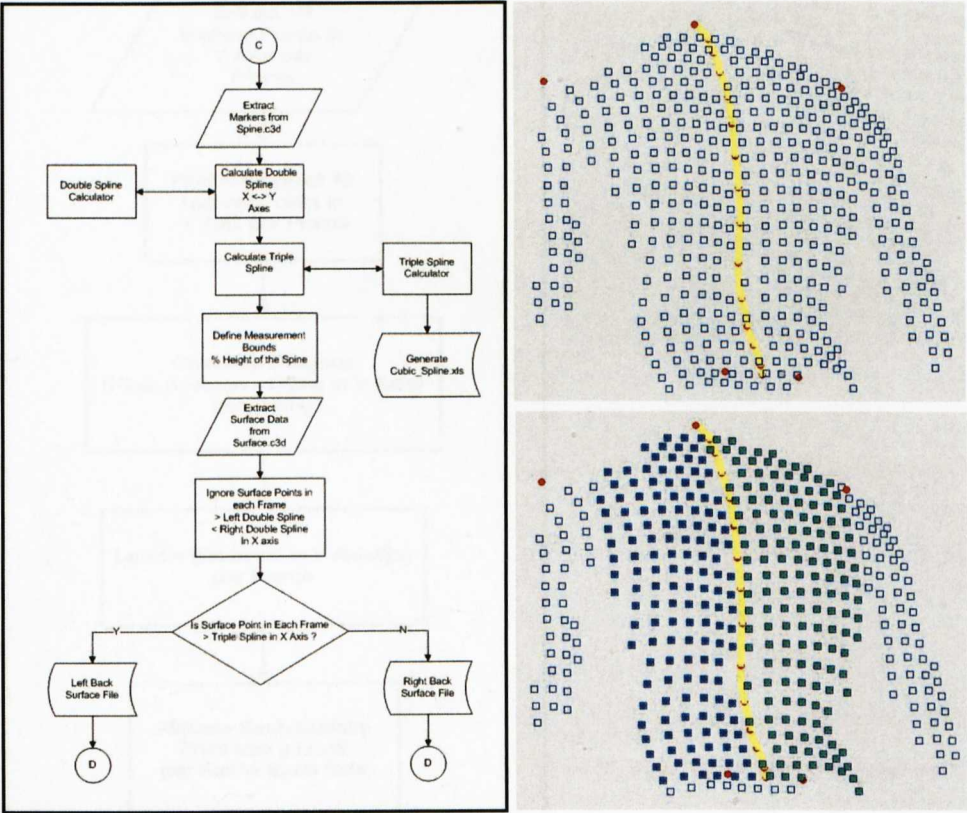 C
Extract
Markers from
Spine.c3d
Double Spline
Calculator
Calculate Double
Spline
X <-> Y
Axes
Calculate Triple
Spline
Triple Spline
Calculator
Define Measurement
Bounds
% Height of the Spine
Generate
Cubic_Spline.xls
Extract
Surface Data
from
Surface.c3d
Ignore Surface Points in
each Frame
> Left Double Spline
< Right Double Spline
In X axis
Is Surface Point in Each Frame
> Triple Spline in X Axis ?
Y
N
Left Back
Surface File
Right Back
Surface File
D
D